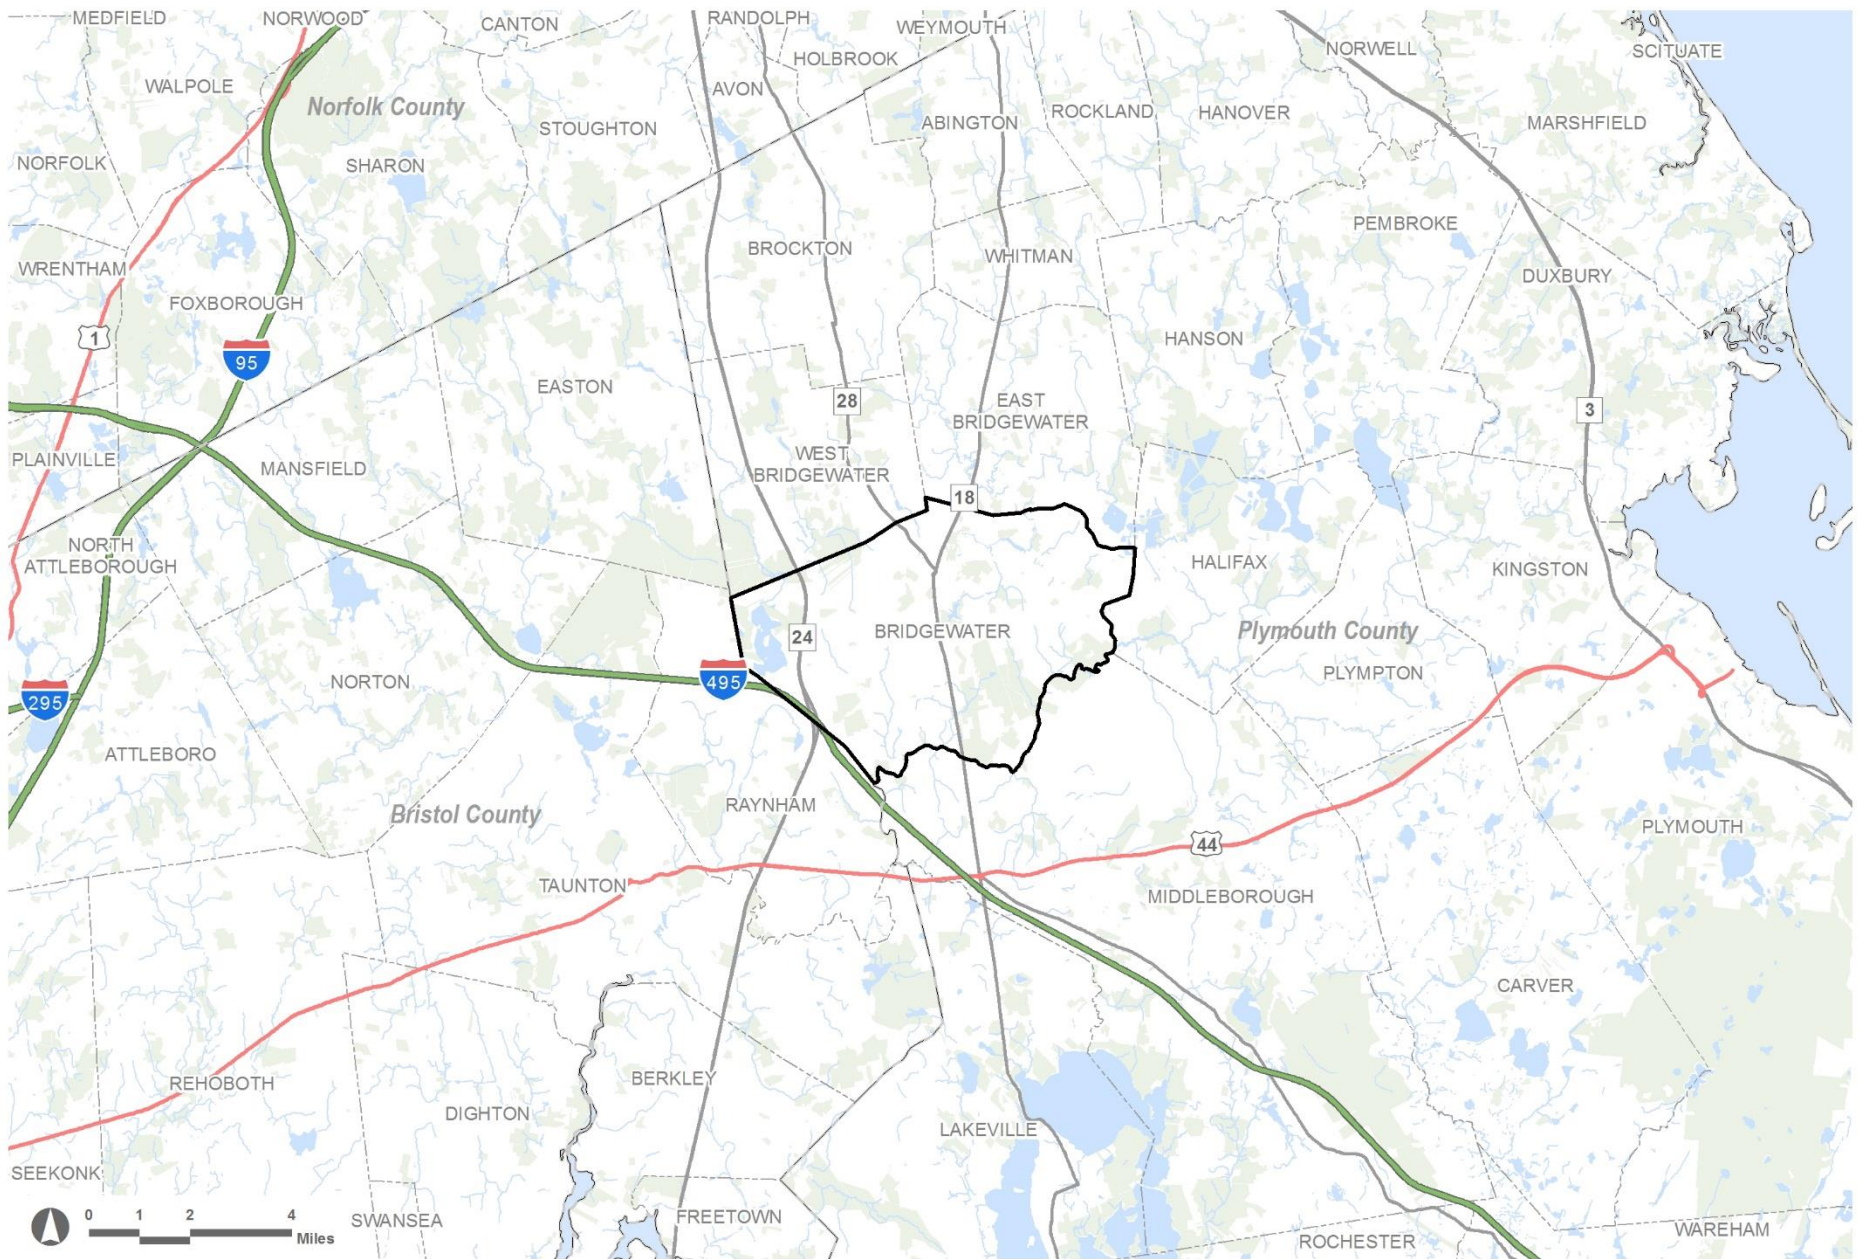 MEDFIELD
NORWOOD
CANTON
RANDOLPH
WEYMOUTH
NORWELL
SCITUATE
WALPOLE
Norfolk County
AVON
HOLBROOK
STOUGHTON
ABINGTON
ROCKLAND
HANOVER
MARSHFIELD
NORFOLK
SHARON
PEMBROKE
BROCKTON
WHITMAN
WRENTHAM
DUXBURY
FOXBOROUGH
1
95
HANSON
EASTON
28
EAST
BRIDGEWATER
3
PLAINVILLE
MANSFIELD
WEST
BRIDGEWATER
18
NORTH
ATTLEBOROUGH
HALIFAX
KINGSTON
24
BRIDGEWATER
Plymouth County
PLYMPTON
495
NORTON
295
ATTLEBORO
RAYNHAM
Bristol County
PLYMOUTH
44
TAUNTON
MIDDLEBOROUGH
CARVER
REHOBOTH
BERKLEY
DIGHTON
LAKEVILLE
SEEKONK
SWANSEA
FREETOWN
ROCHESTER
WAREHAM
0 1 2 4
Miles